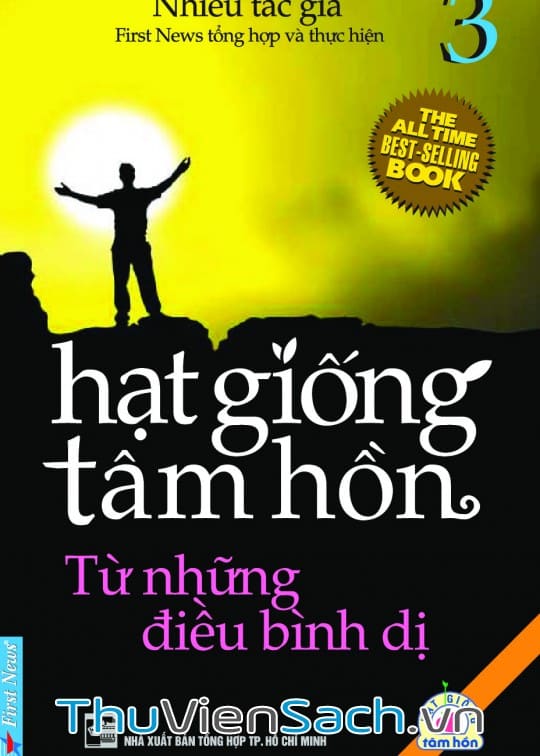 Nhiều tác giả
First News tổng hợp và thực hiện
3
THE
ALL TIME
BEST-SELLING
BOOK
hạt giống
tâm hồn
Từ những
điều bình dị
First News
ThuVienSach.vn
NHÀ XUẤT BẢN TỔNG HỢP TP. HỒ CHÍ MINH
HẠT GIỐNG
tâm hồn